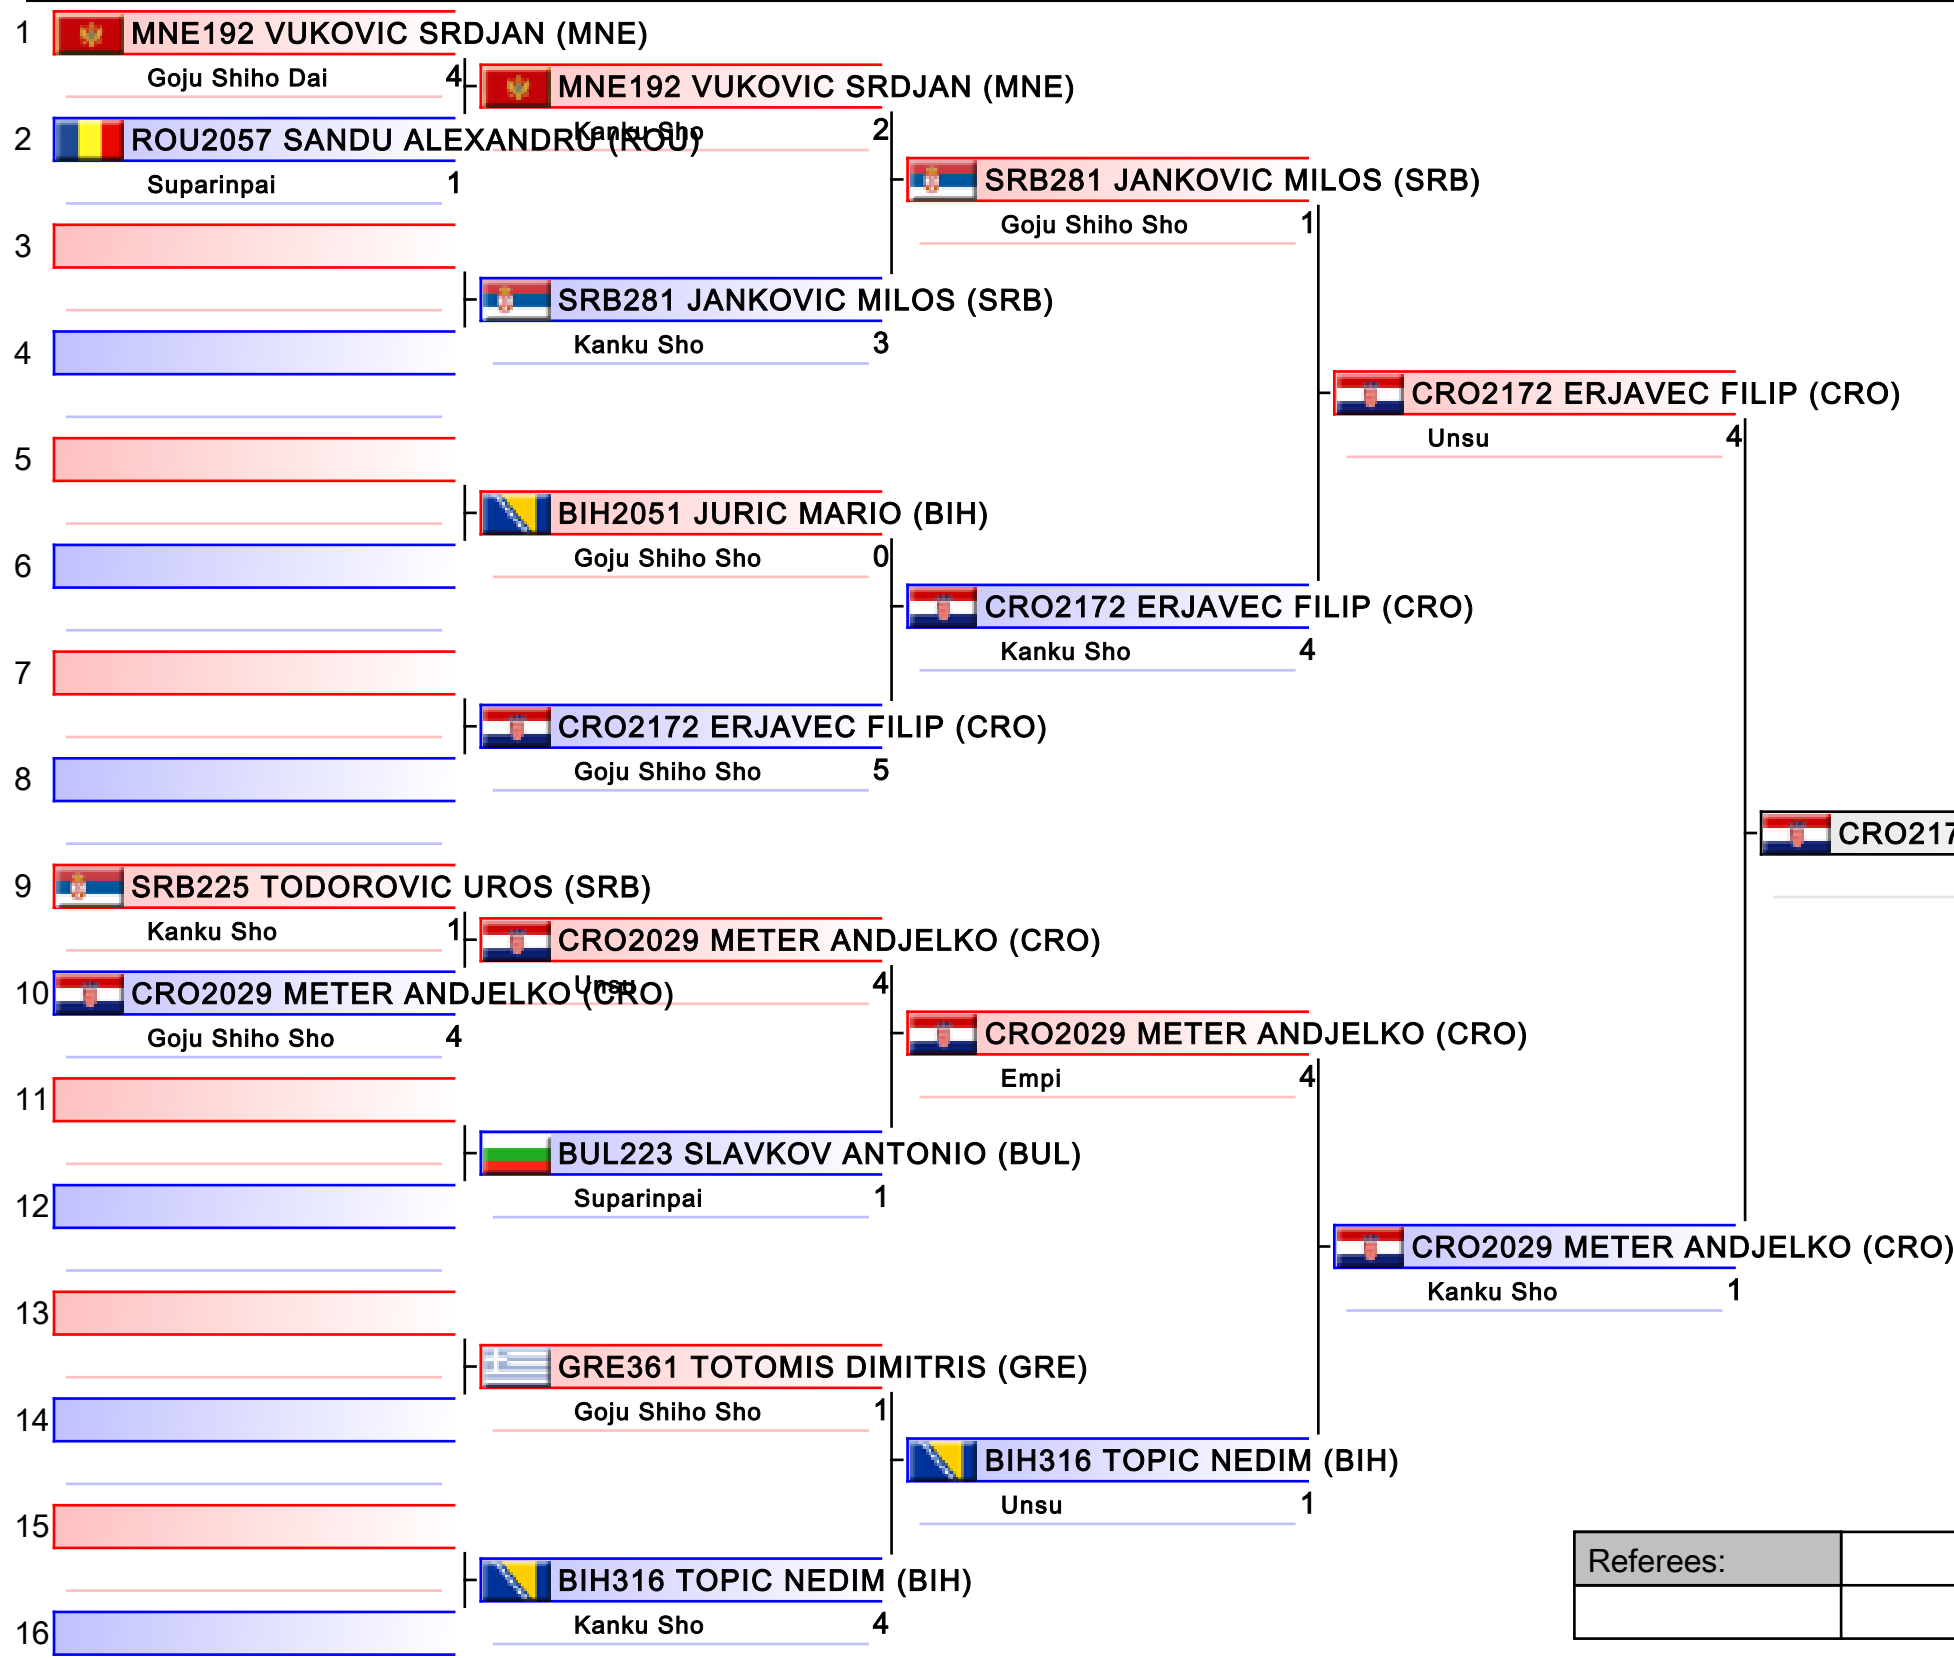 1 MNE192 VUKOVIC SRDJAN (MNE)
Goju Shiho Dai 4
2 ROU2057 SANDU ALEXANDRU (ROU)
Suparinpai 1
3
4
5
6
7
8
9 SRB225 TODOROVIC UROS (SRB)
Kanku Sho 1
10 CRO2029 METER ANDJELKO (CRO)
Goju Shiho Sho 4
11
12
13
14
15
16
MNE192 VUKOVIC SRDJAN (MNE)
Kanku Sho 2
SRB281 JANKOVIC MILOS (SRB)
Kanku Sho 3
BIH2051 JURIC MARIO (BIH)
Goju Shiho Sho 0
CRO2172 ERJAVEC FILIP (CRO)
Goju Shiho Sho 5
CRO2029 METER ANDJELKO (CRO)
Unsu 4
BUL223 SLAVKOV ANTONIO (BUL)
Suparinpai 1
GRE361 TOTOMIS DIMITRIS (GRE)
Goju Shiho Sho 1
BIH316 TOPIC NEDIM (BIH)
Kanku Sho 4
SRB281 JANKOVIC MILOS (SRB)
Goju Shiho Sho 1
CRO2172 ERJAVEC FILIP (CRO)
Kanku Sho 4
CRO2029 METER ANDJELKO (CRO)
Empi 4
BIH316 TOPIC NEDIM (BIH)
Unsu 1
CRO2172 ERJAVEC FILIP (CRO)
Unsu 4
CRO2029 METER ANDJELKO (CRO)
Kanku Sho 1
CRO217
Referees: